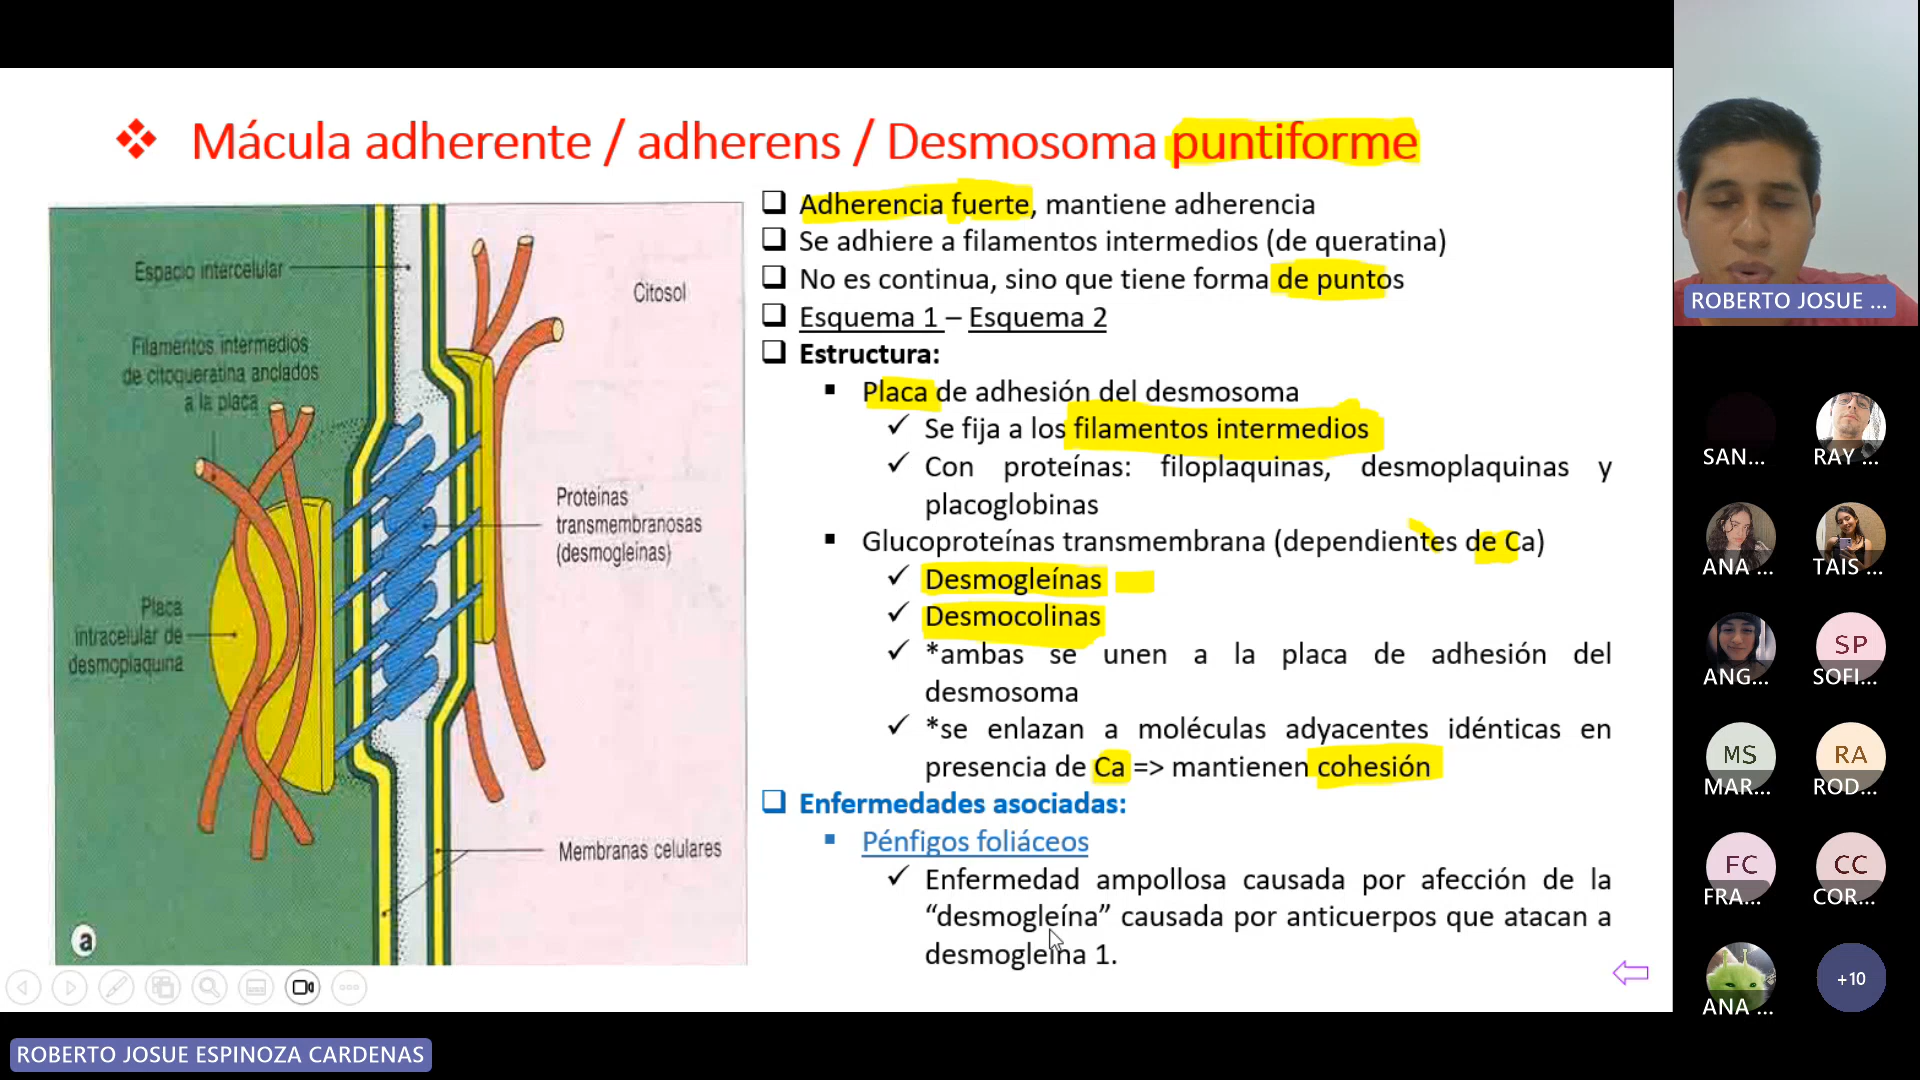 ❖ Mácula adherente / adherens / Desmosoma puntiforme
Espacio intercelular
Citosol
Filamentos intermedios
de citoqueratina anclados
a la placa
Proteínas
transmembranosas
(desmogleínas)
Placa
intracelular de
desmoplaquina
Membranas celulares
a
Adherencia fuerte, mantiene adherencia
Se adhiere a filamentos intermedios (de queratina)
No es continua, sino que tiene forma de puntos
Esquema 1 – Esquema 2
Estructura:
Placa de adhesión del desmosoma
Se fija a los filamentos intermedios
Con proteínas: filoplaquinas, desmoplaquinas y
placoglobinas
Glucoproteínas transmembrana (dependientes de Ca)
Desmogleínas
Desmocolinas
*ambas se unen a la placa de adhesión del
desmosoma
*se enlazan a moléculas adyacentes idénticas en
presencia de Ca => mantienen cohesión
Enfermedades asociadas:
Pénfigos foliáceos
Enfermedad ampollosa causada por afección de la
“desmogleína” causada por anticuerpos que atacan a
desmogleína 1.
ROBERTO JOSUE ...
SAN...
RAY ...
ANA ...
TAIS ...
ANG...
SP
SOFI...
MS
MAR...
RA
ROD...
FC
FRA...
CC
COR...
ANA ...
+10
ROBERTO JOSUE ESPINOZA CARDENAS